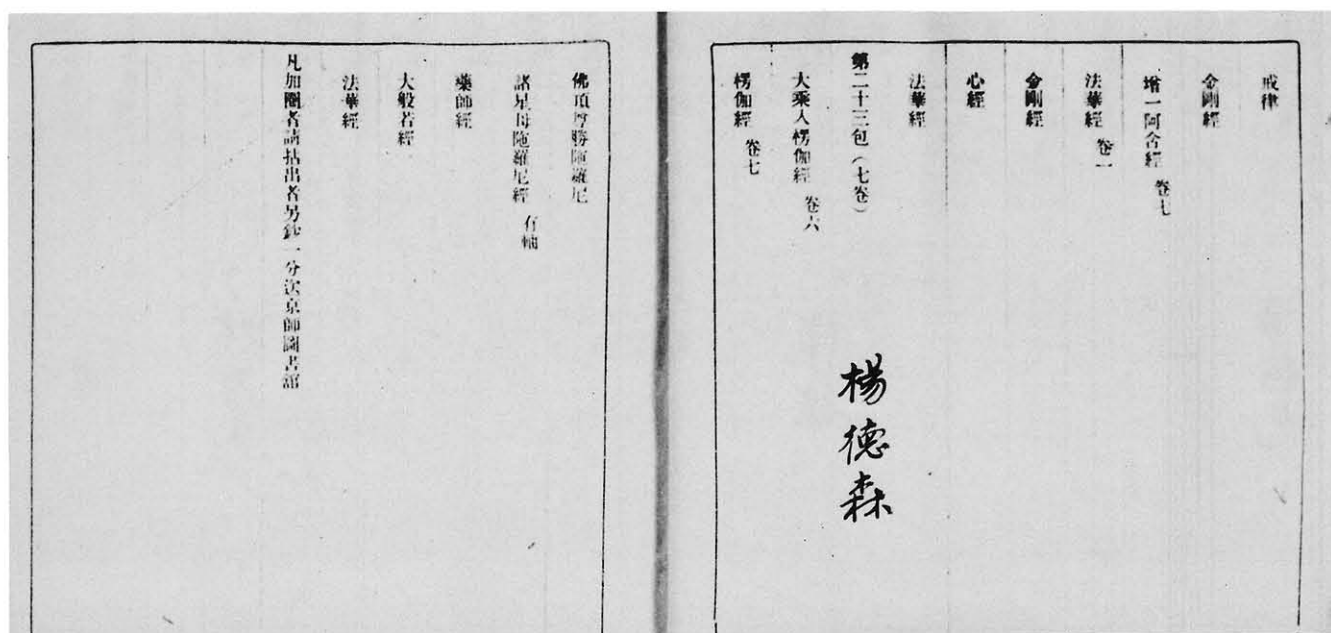 戒律
金剛經
增一阿含經 卷七
法華經 卷一
金剛經
心經
法華經
第二十三包(七卷)
楊德森
大乘入楞伽經 卷六
楞伽經 卷七
佛頂尊勝陁羅尼
諸星母陁羅尼經 有軸
藥師經
大般若經
法華經
凡加圈者請拈出者另鈔一分送京師圖書館